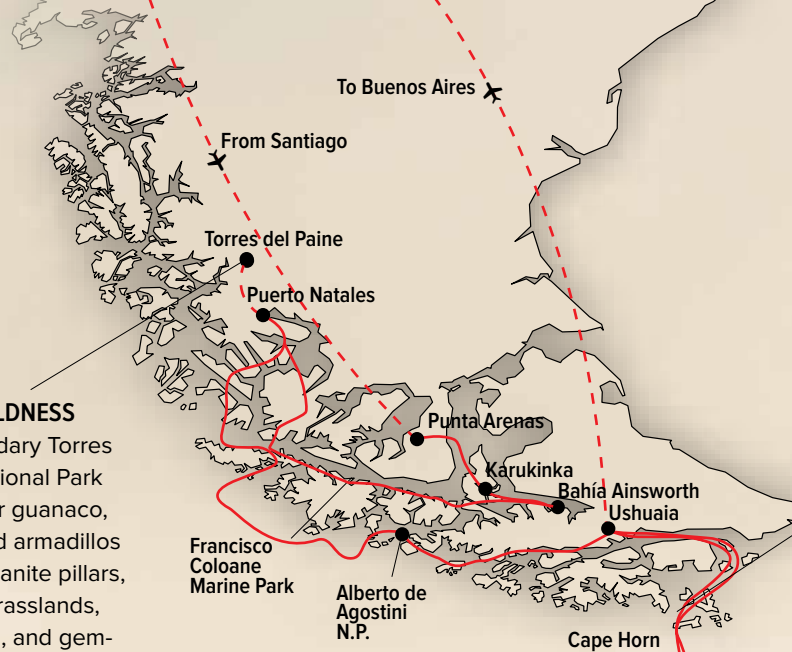 To Buenos Aires
From Santiago
Torres del Paine
Puerto Natales
LDNESS
dary Torres
ional Park
r guanaco,
d armadillos
anite pillars,
rasslands,
, and gem-
Punta Arenas
Karukinka
Bahía Ainsworth
Ushuaia
Francisco
Coloane
Marine Park
Alberto de
Agostini
N.P.
Cape Horn